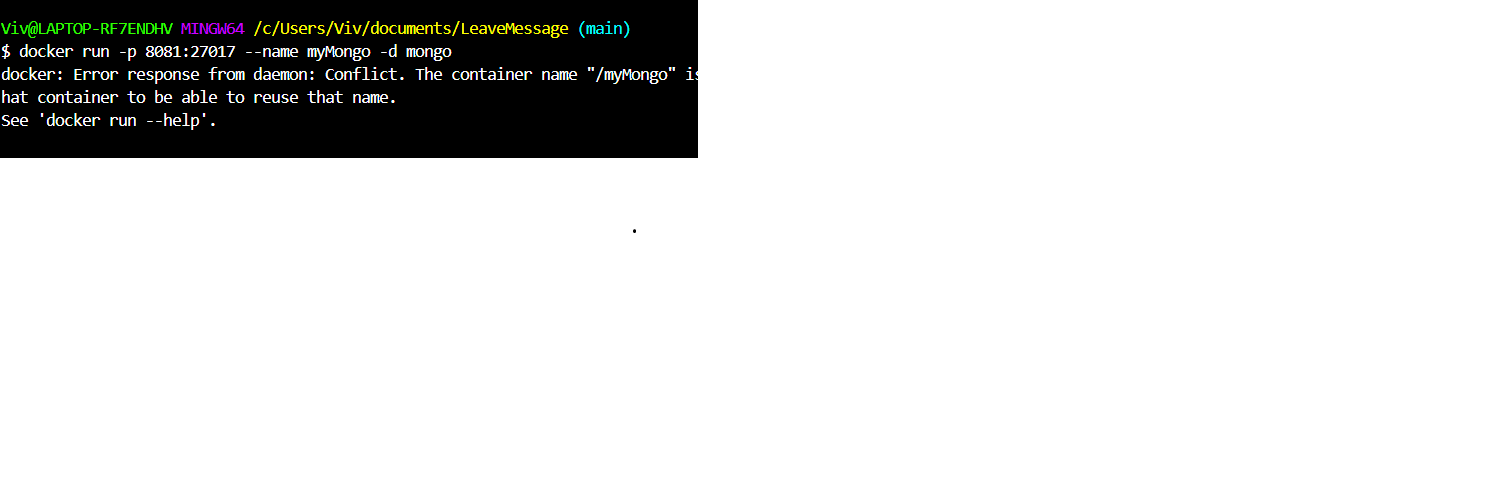 Viv@LAPTOP-RF7ENDHV MINGW64 /c/Users/Viv/documents/LeaveMessage (main)
$ docker run -p 8081:27017 --name myMongo -d mongo
docker: Error response from daemon: Conflict. The container name "/myMongo" is
hat container to be able to reuse that name.
See 'docker run --help'.